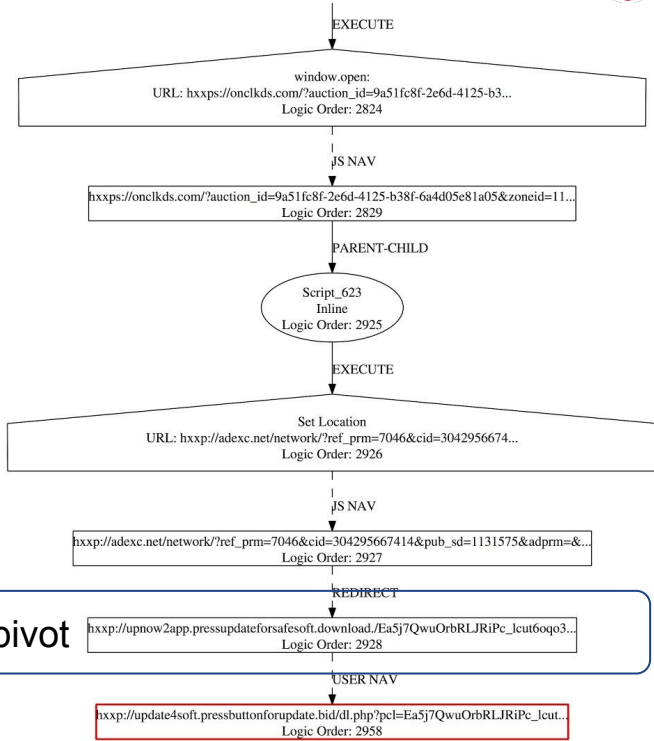 EXECUTE
window.open:
URL: hxxps://onclkds.com/?auction_id=9a51fc8f-2e6d-4125-b3...
Logic Order: 2824
JS NAV
hxxps://onclkds.com/?auction_id=9a51fc8f-2e6d-4125-b38f-6a4d05e81a05&zoneid=11...
Logic Order: 2829
PARENT-CHILD
Script_623
Inline
Logic Order: 2925
EXECUTE
Set Location
URL: hxxp://adexc.net/network/?ref_prm=7046&cid=3042956674...
Logic Order: 2926
JS NAV
hxxp://adexc.net/network/?ref_prm=7046&cid=304295667414&pub_sd=1131575&adprm=&...
Logic Order: 2927
REDIRECT
pivot
hxxp://upnow2app.pressupdateforsafesoft.download./Ea5j7QwuOrbRLJRiPc_lcut6oqo3...
Logic Order: 2928
USER NAV
hxxp://update4soft.pressbuttonforupdate.bid/dl.php?pcl=Ea5j7QwuOrbRLJRiPc_lcut...
Logic Order: 2958